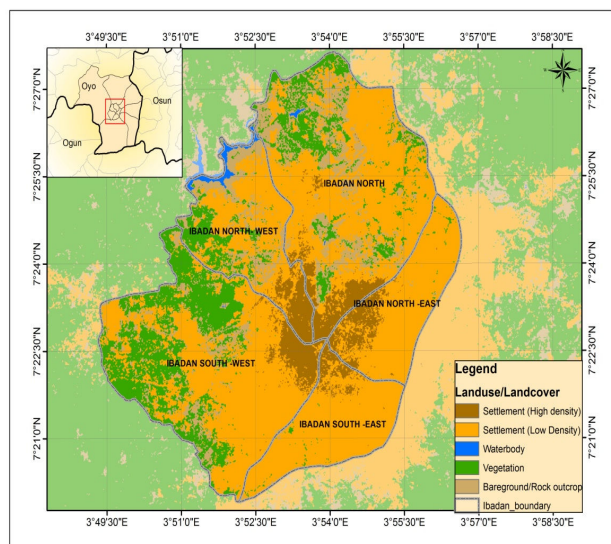 3°49'30"E 3°51'0"E 3°52'30"E 3°54'0"E 3°55'30"E 3°57'0"E 3°58'30"E
7°27'0"N
7°25'30"N
7°24'0"N
7°22'30"N
7°21'0"N
Oyo
Osun
Ogun
7°27'0"N
7°25'30"N
7°24'0"N
7°22'30"N
7°21'0"N
IBADAN NORTH
IBADAN NORTH -WEST
IBADAN NORTH -EAST
IBADAN SOUTH -WEST
IBADAN SOUTH -EAST
Legend
Landuse/Landcover
Settlement (High density)
Settlement (Low Density)
Waterbody
Vegetation
Bareground/Rock outcrop
Ibadan_boundary
3°49'30"E 3°51'0"E 3°52'30"E 3°54'0"E 3°55'30"E 3°57'0"E 3°58'30"E